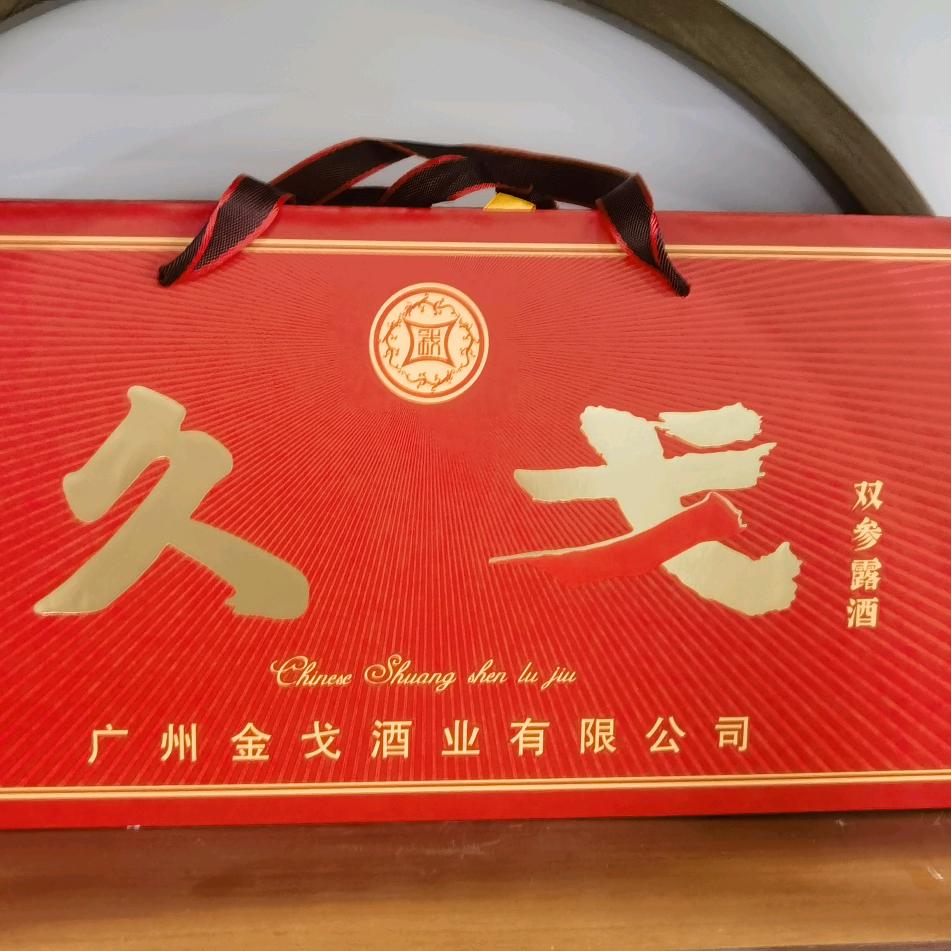 久戈
双参露酒
Chinese Shuang shen lu jiu
广州金戈酒业有限公司